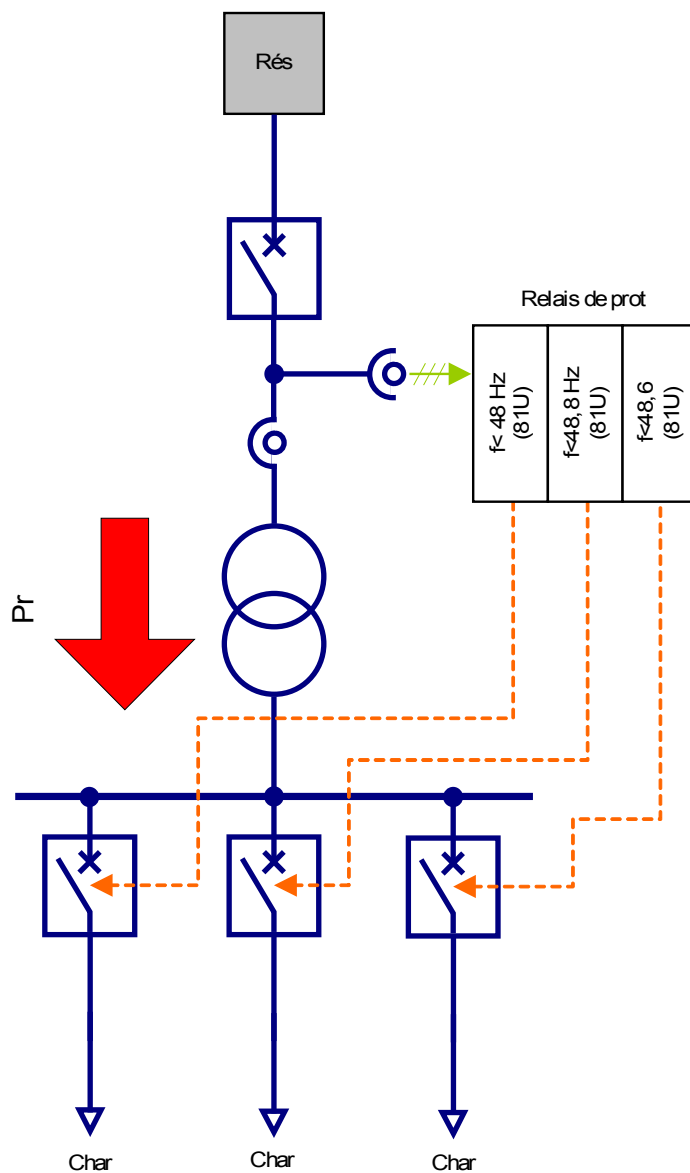 Rés
Relais de prot
f< 48 Hz
(81U)
f<48,8 Hz
(81U)
f<48,6
(81U)
Pr
Char
Char
Char